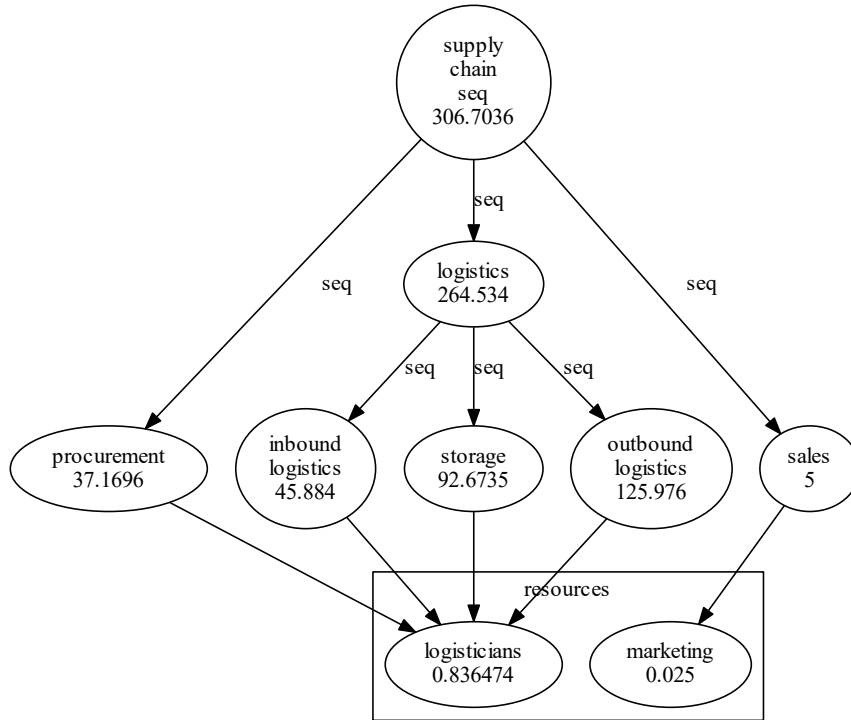 supply
chain
seq
306.7036
seq
logistics
264.534
seq
seq
seq
seq
seq
procurement
37.1696
inbound
logistics
45.884
storage
92.6735
outbound
logistics
125.976
sales
5
resources
logisticians
0.836474
marketing
0.025